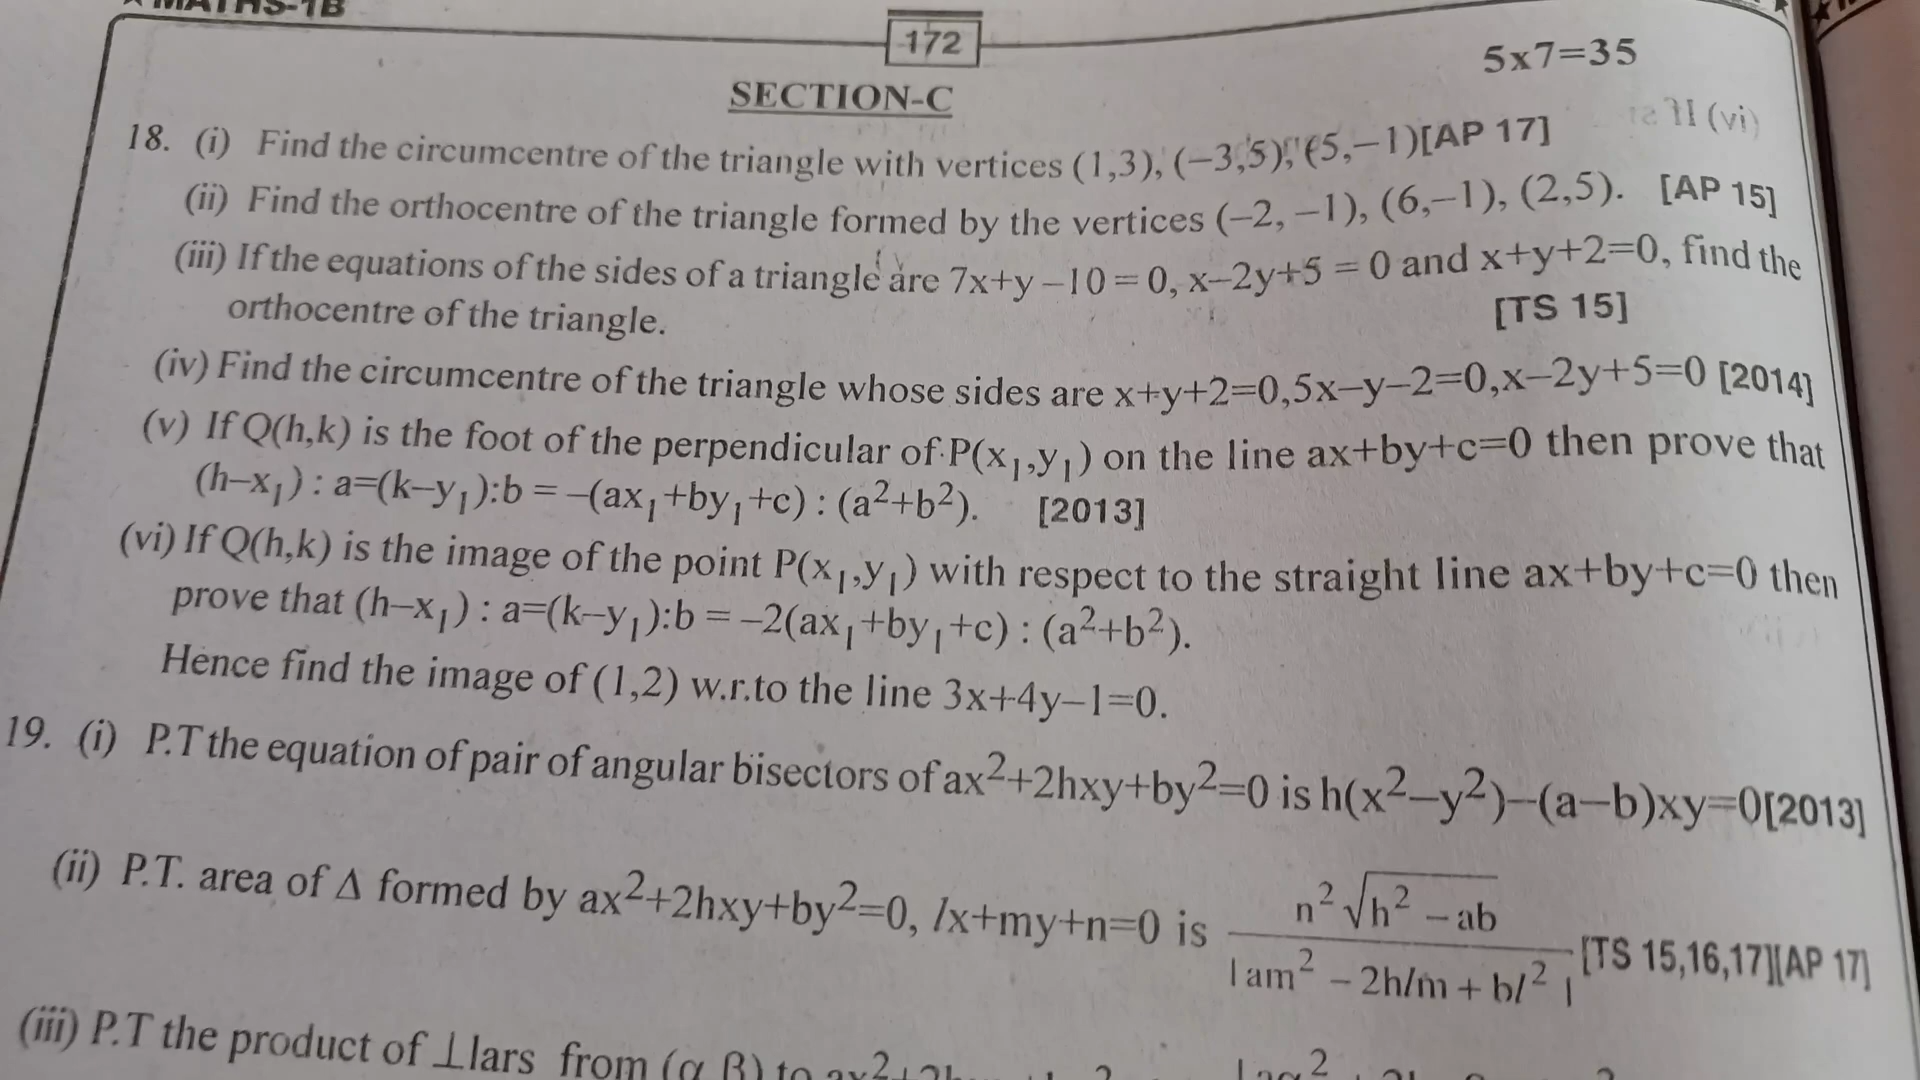 ★ MATHS-1B
172
5x7=35
SECTION-C
18. (i) Find the circumcentre of the triangle with vertices (1,3), (−3,5), (5,−1)[AP 17]
(ii) Find the orthocentre of the triangle formed by the vertices (−2, −1), (6,−1), (2,5). [AP 15]
(iii) If the equations of the sides of a triangle are 7x+y−10=0, x−2y+5=0 and x+y+2=0, find the
orthocentre of the triangle. [TS 15]
(iv) Find the circumcentre of the triangle whose sides are x+y+2=0,5x−y−2=0,x−2y+5=0 [2014]
(v) If Q(h,k) is the foot of the perpendicular of P(x₁,y₁) on the line ax+by+c=0 then prove that
(h−x₁) : a=(k−y₁):b = −(ax₁+by₁+c) : (a²+b²). [2013]
(vi) If Q(h,k) is the image of the point P(x₁,y₁) with respect to the straight line ax+by+c=0 then
prove that (h−x₁) : a=(k−y₁):b = −2(ax₁+by₁+c) : (a²+b²).
Hence find the image of (1,2) w.r.to the line 3x+4y−1=0.
19. (i) P.T the equation of pair of angular bisectors of ax²+2hxy+by²=0 is h(x²−y²)−(a−b)xy=0[2013]
(ii) P.T. area of Δ formed by ax²+2hxy+by²=0, lx+my+n=0 is n²√(h² − ab) / |am² − 2hlm + bl²| [TS 15,16,17][AP 17]
(iii) P.T the product of ⊥lars from (α β) to